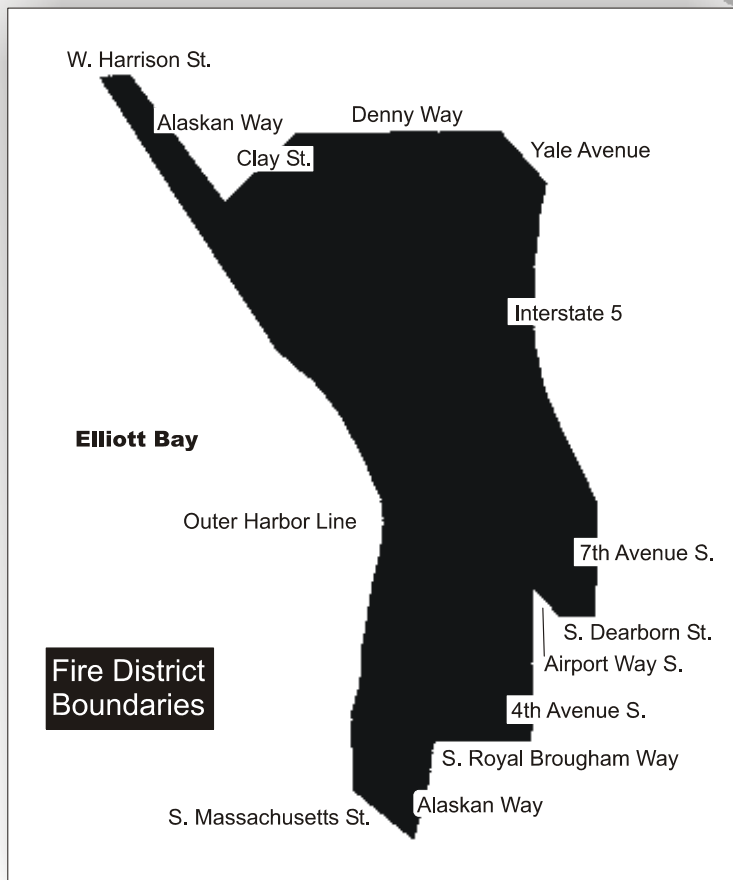 W. Harrison St.
Alaskan Way
Denny Way
Clay St.
Yale Avenue
Interstate 5
Elliott Bay
Outer Harbor Line
7th Avenue S.
S. Dearborn St.
Airport Way S.
Fire District
Boundaries
4th Avenue S.
S. Royal Brougham Way
Alaskan Way
S. Massachusetts St.